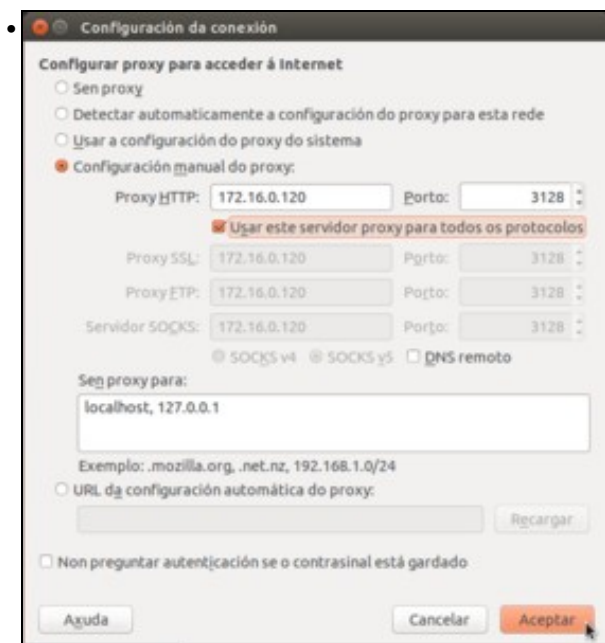 Configuración da conexión
Configurar proxy para acceder á Internet
Sen proxy
Detectar automaticamente a configuración do proxy para esta rede
Usar a configuración do proxy do sistema
Configuración manual do proxy:
Proxy HTTP: 172.16.0.120 Porto: 3128
Usar este servidor proxy para todos os protocolos
Proxy SSL: 172.16.0.120 Porto: 3128
Proxy FTP: 172.16.0.120 Porto: 3128
Servidor SOCKS: 172.16.0.120 Porto: 3128
SOCKS v4 SOCKS v5 DNS remoto
Sen proxy para:
localhost, 127.0.0.1
Exemplo: .mozilla.org, .net.nz, 192.168.1.0/24
URL da configuración automática do proxy:
Recargar
Non preguntar autenticación se o contrasinal está gardado
Axuda Cancelar Aceptar